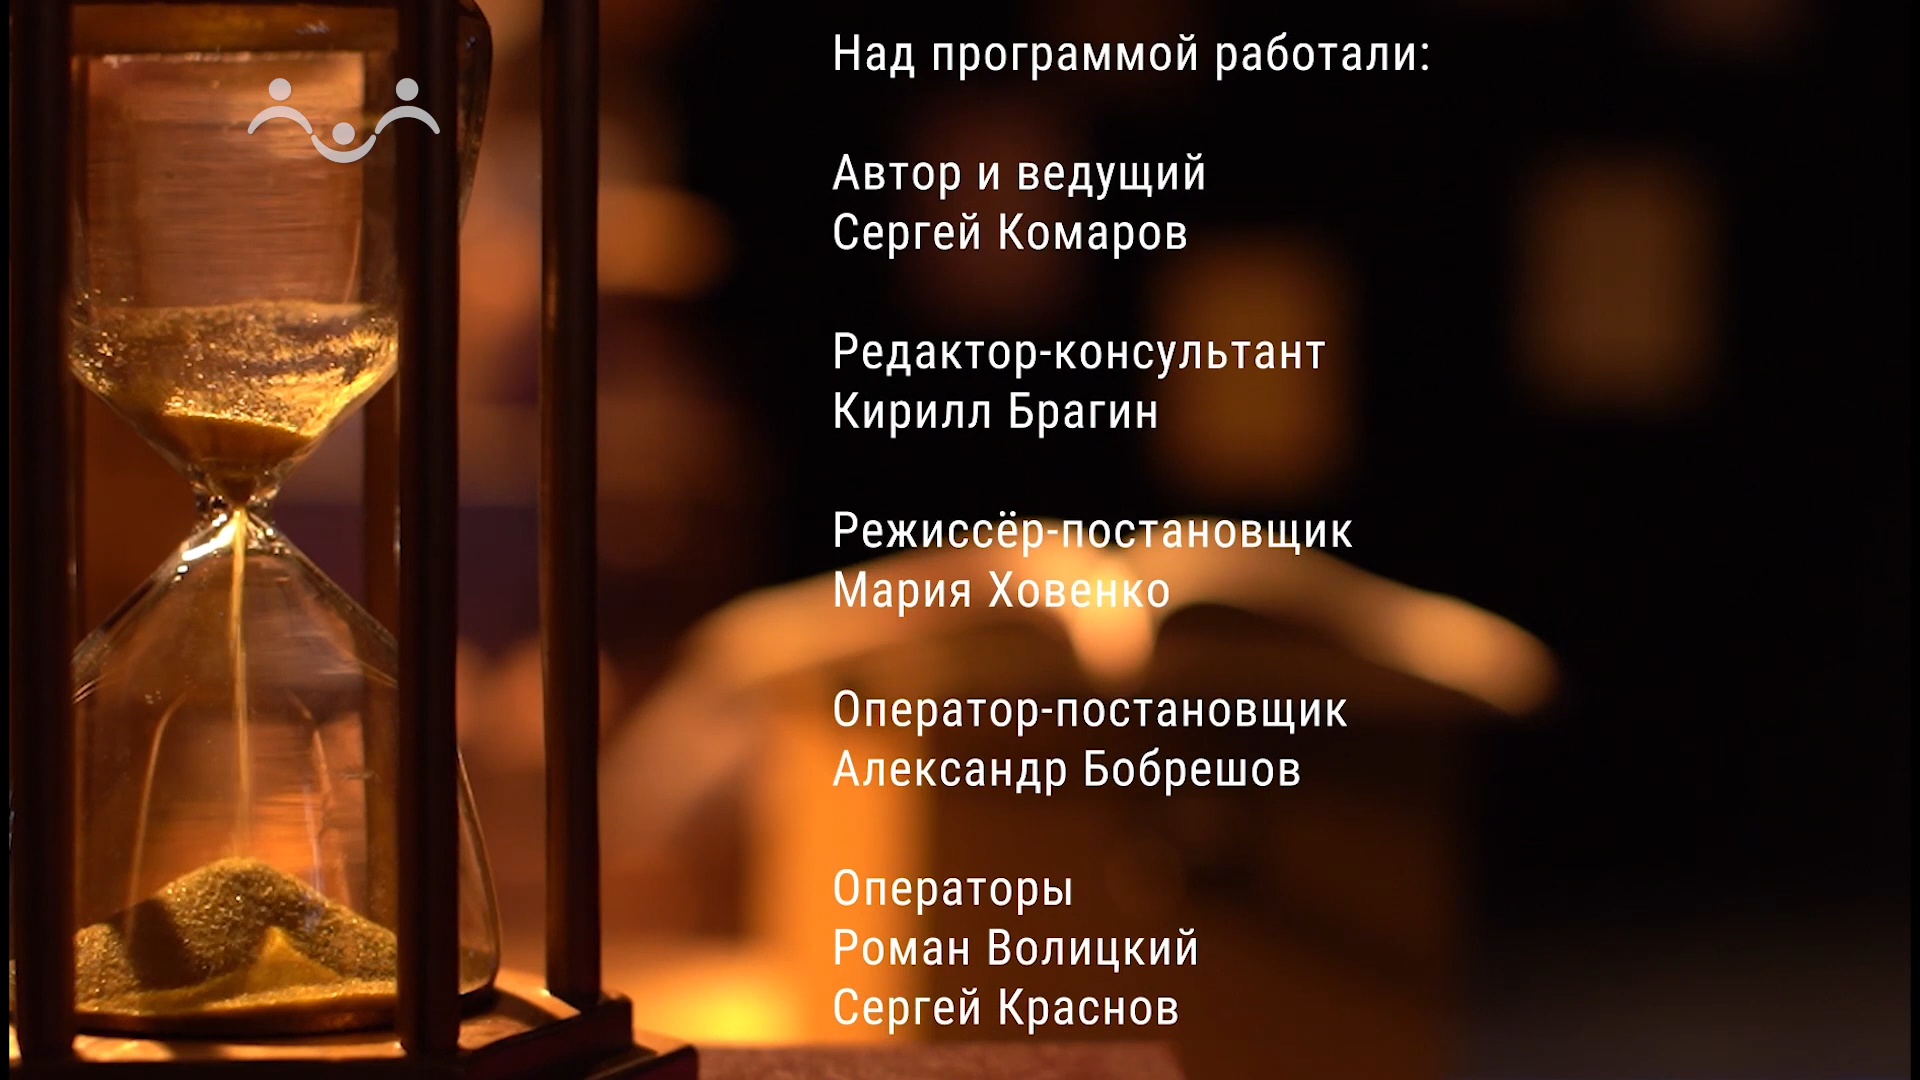 Над программой работали:
Автор и ведущий
Сергей Комаров
Редактор-консультант
Кирилл Брагин
Режиссёр-постановщик
Мария Ховенко
Оператор-постановщик
Александр Бобрешов
Операторы
Роман Волицкий
Сергей Краснов